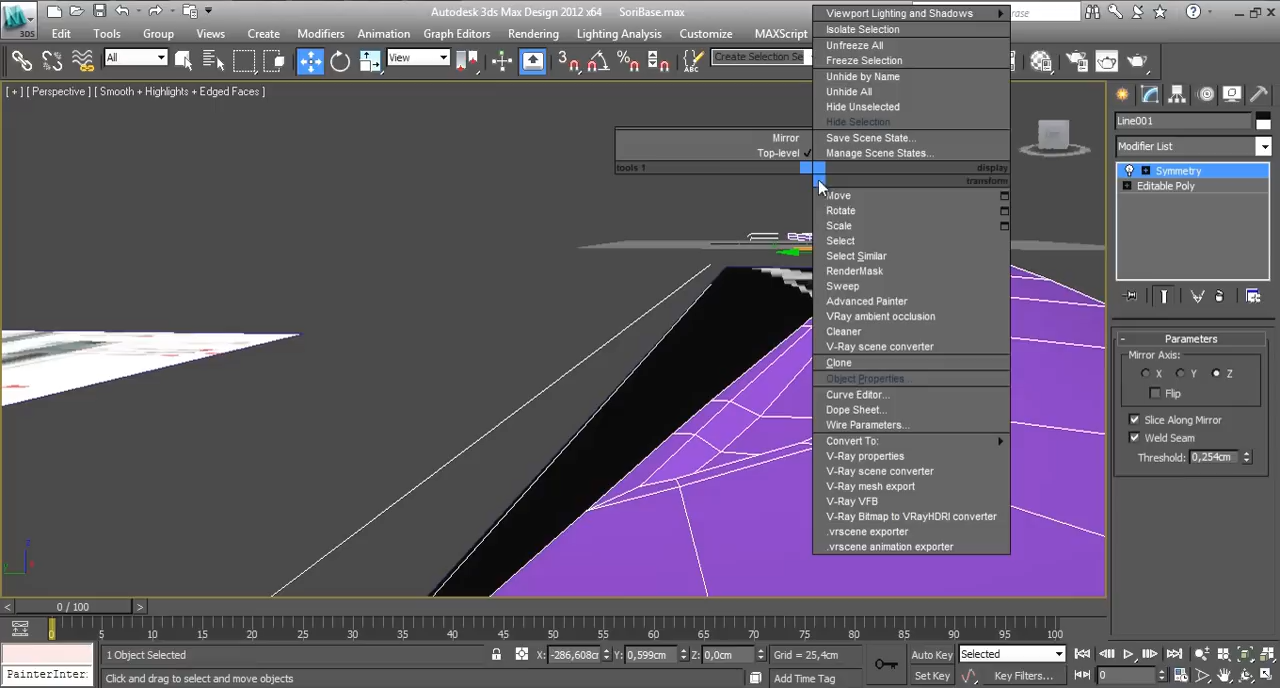 Autodesk 3ds Max Design 2012 x64 SoriBase.max
3DS
Edit Tools Group Views Create Modifiers Animation Graph Editors Rendering Lighting Analysis Customize MAXScript
All
View
Create Selection Se
[ + ] [ Perspective ] [ Smooth + Highlights + Edged Faces ]
Viewport Lighting and Shadows
Isolate Selection
Unfreeze All
Freeze Selection
Unhide by Name
Unhide All
Hide Unselected
Hide Selection
Save Scene State...
Manage Scene States...
Mirror
Top-level
tools 1
display
transform
Move
Rotate
Scale
Select
Select Similar
RenderMask
Sweep
Advanced Painter
VRay ambient occlusion
Cleaner
V-Ray scene converter
Clone
Object Properties...
Curve Editor...
Dope Sheet...
Wire Parameters...
Convert To:
V-Ray properties
V-Ray scene converter
V-Ray mesh export
V-Ray VFB
V-Ray Bitmap to VRayHDRI converter
.vrscene exporter
.vrscene animation exporter
Line001
Modifier List
Symmetry
Editable Poly
Parameters
Mirror Axis:
X Y Z
Flip
Slice Along Mirror
Weld Seam
Threshold: 0,254cm
0 / 100
0 5 10 15 20 25 30 35 40 45 50 55 60 65 70 75 80 85 90 95 100
1 Object Selected
X: -286,608c Y: 0,599cm Z: 0,0cm
Grid = 25,4cm
Auto Key Selected
PainterInter
Click and drag to select and move objects
Add Time Tag
Set Key
Key Filters...
0